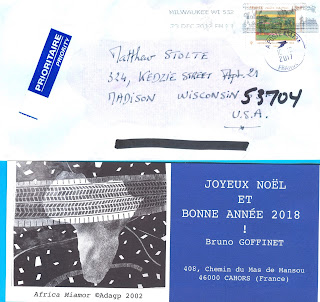 MILWAUKEE WI 532
PRIORITAIRE
PRIORITY
2017
Matthew STOLTE
324, KEDZIE STREET Apt. 21
MADISON WISCONSIN 53704
U.S.A.
JOYEUX NOËL
ET
BONNE ANNÉE 2018
!
Bruno GOFFINET
408, Chemin du Mas de Mansou
46000 CAHORS (France)
Africa Miamor ©Adagp 2002